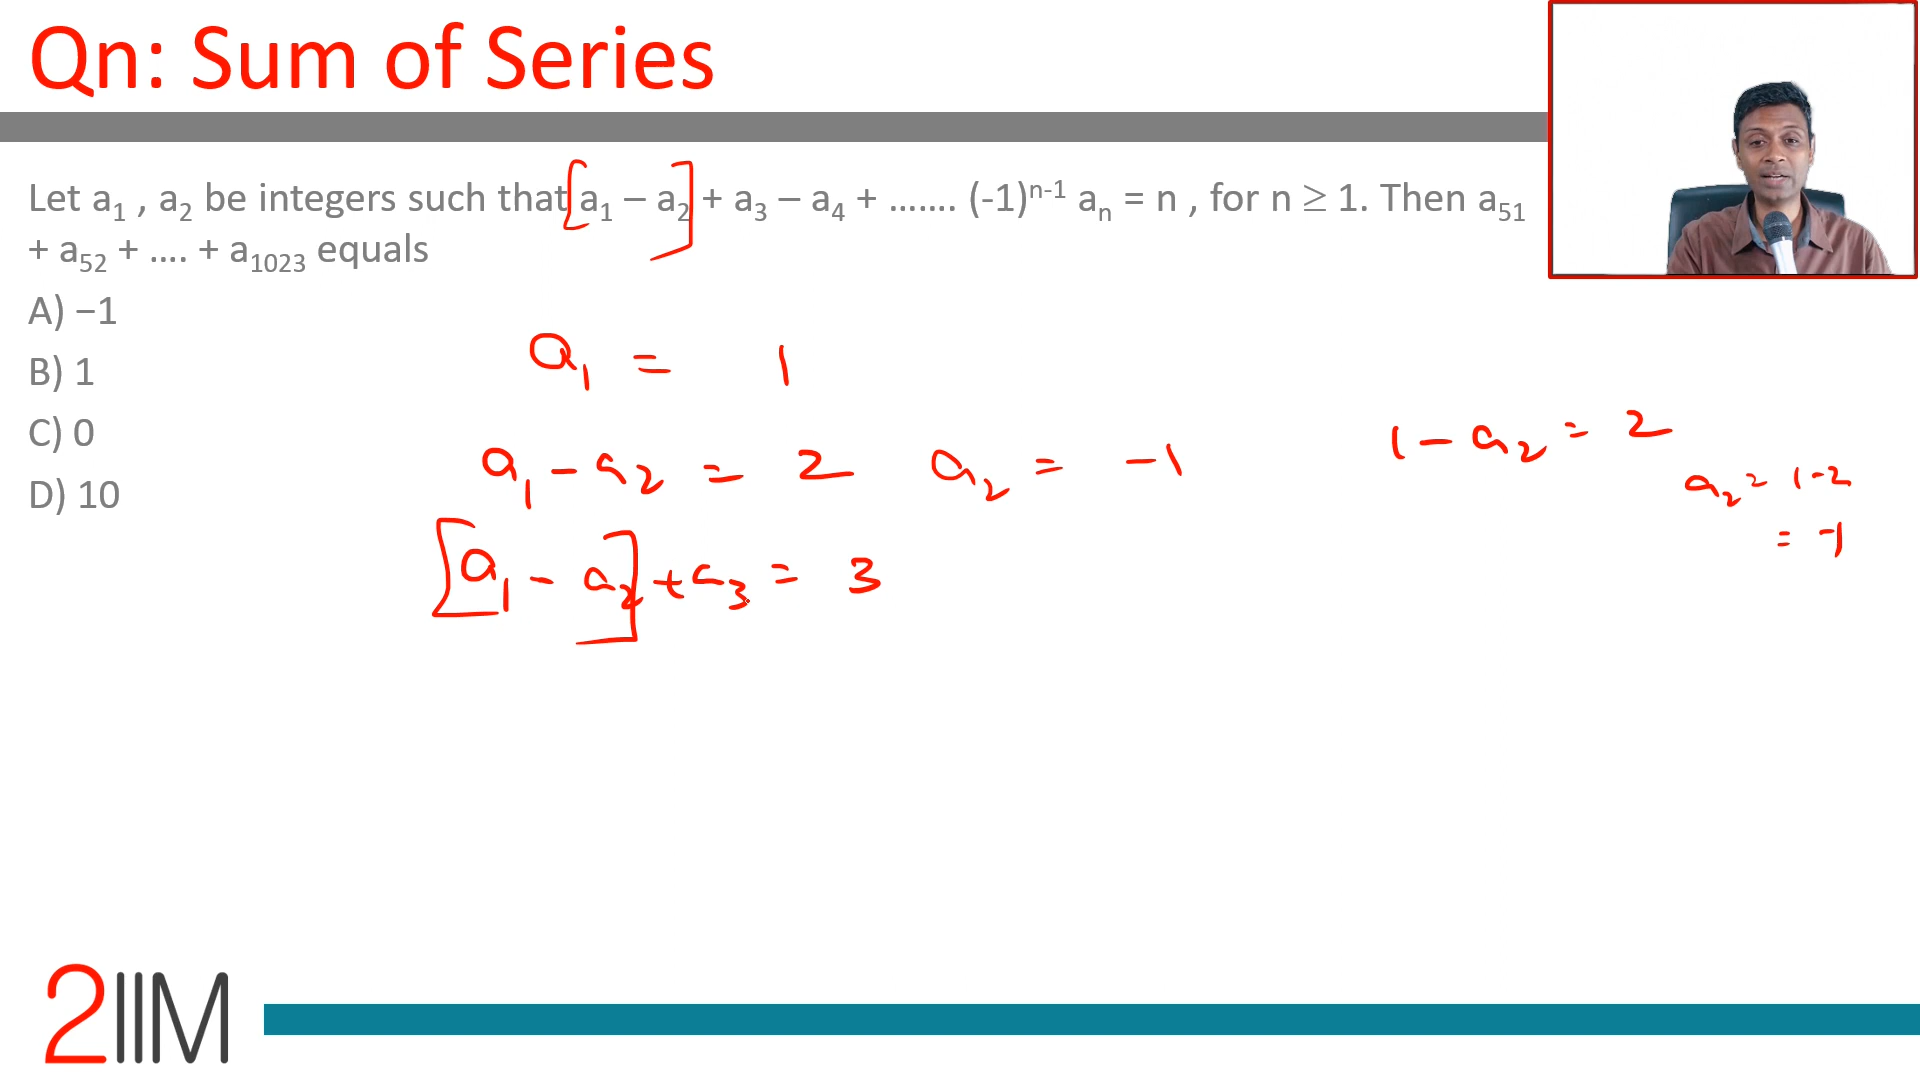 Qn: Sum of Series
Let a₁ , a₂ be integers such that [a₁ – a₂] + a₃ – a₄ + ....... (-1)ⁿ⁻¹ aₙ = n , for n ≥ 1. Then a₅₁
+ a₅₂ + .... + a₁₀₂₃ equals
A) –1
B) 1
C) 0
D) 10
a₁ = 1
a₁ – a₂ = 2 a₂ = –1
1 – a₂ = 2
a₂ = 1-2
= -1
[a₁ – a₂] + a₃ = 3
2IIM